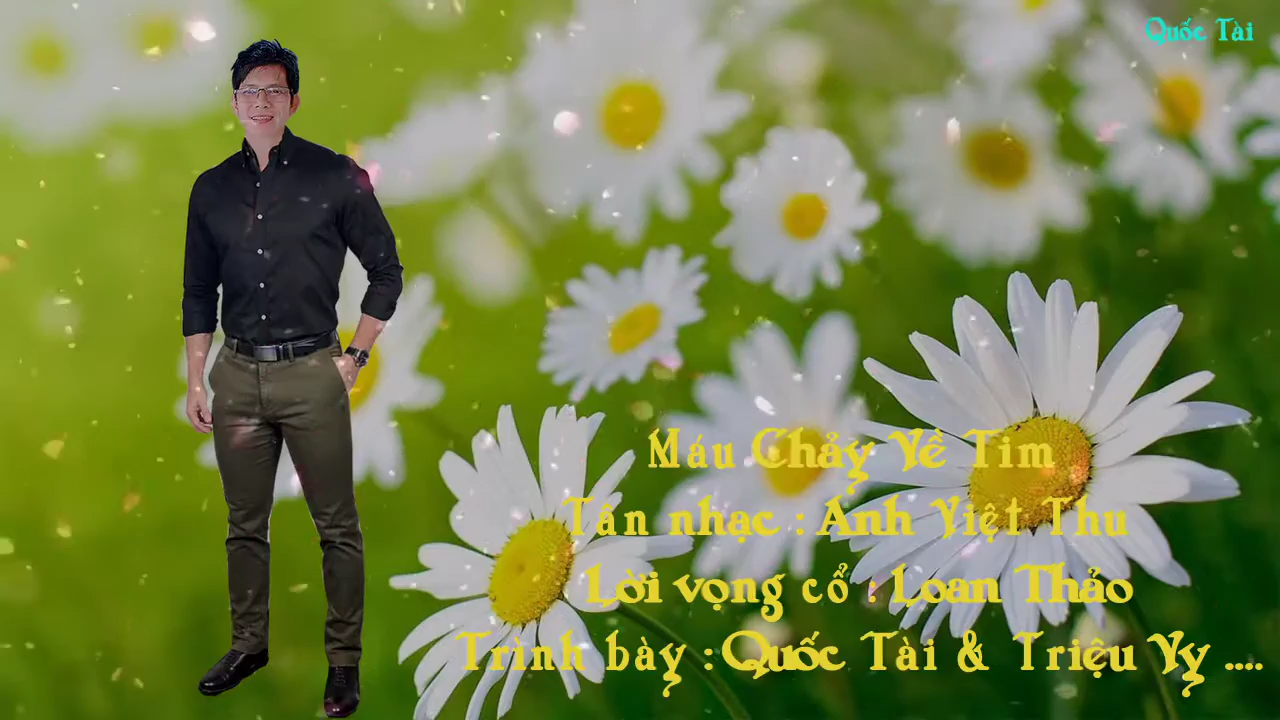 Quốc Tài
Máu Chảy Về Tim
Tân nhạc : Anh Việt Thu
Lời vọng cổ : Loan Thảo
Trình bày : Quốc Tài & Triệu Vy ....